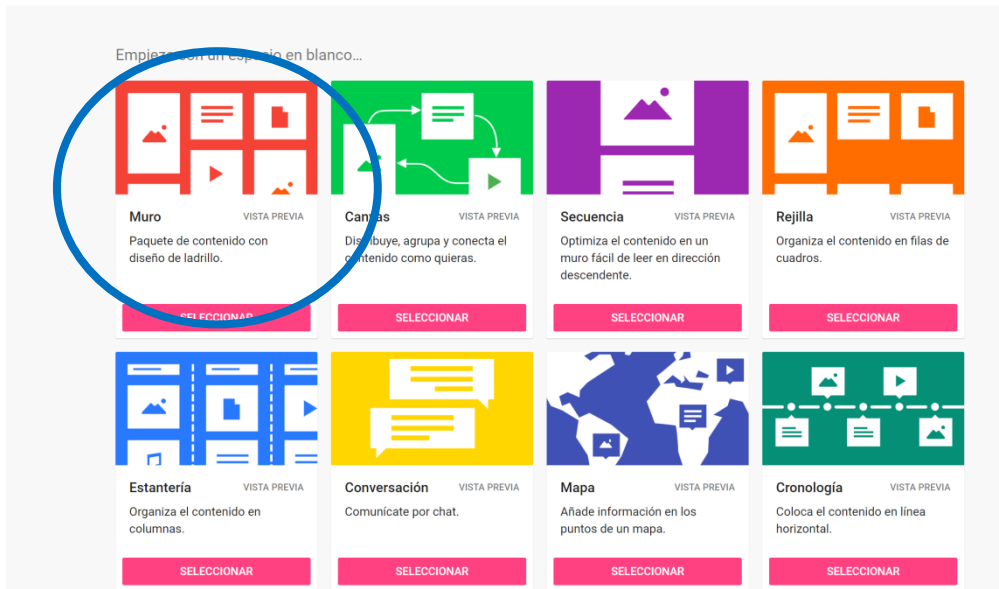 Empieza con un espacio en blanco...
Muro VISTA PREVIA
Paquete de contenido con
diseño de ladrillo.
SELECCIONAR
Canvas VISTA PREVIA
Distribuye, agrupa y conecta el
contenido como quieras.
SELECCIONAR
Secuencia VISTA PREVIA
Optimiza el contenido en un
muro fácil de leer en dirección
descendente.
SELECCIONAR
Rejilla VISTA PREVIA
Organiza el contenido en filas de
cuadros.
SELECCIONAR
Estantería VISTA PREVIA
Organiza el contenido en
columnas.
SELECCIONAR
Conversación VISTA PREVIA
Comunícate por chat.
SELECCIONAR
Mapa VISTA PREVIA
Añade información en los
puntos de un mapa.
SELECCIONAR
Cronología VISTA PREVIA
Coloca el contenido en línea
horizontal.
SELECCIONAR